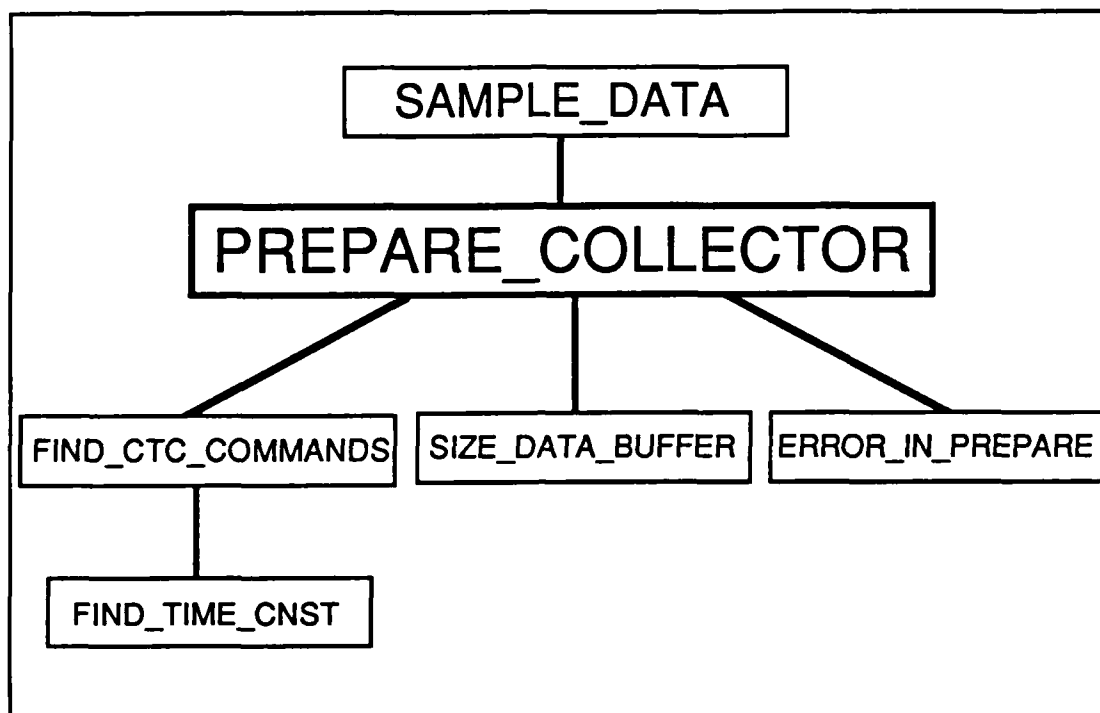 SAMPLE_DATA
PREPARE_COLLECTOR
FIND_CTC_COMMANDS
SIZE_DATA_BUFFER
ERROR_IN_PREPARE
FIND_TIME_CNST